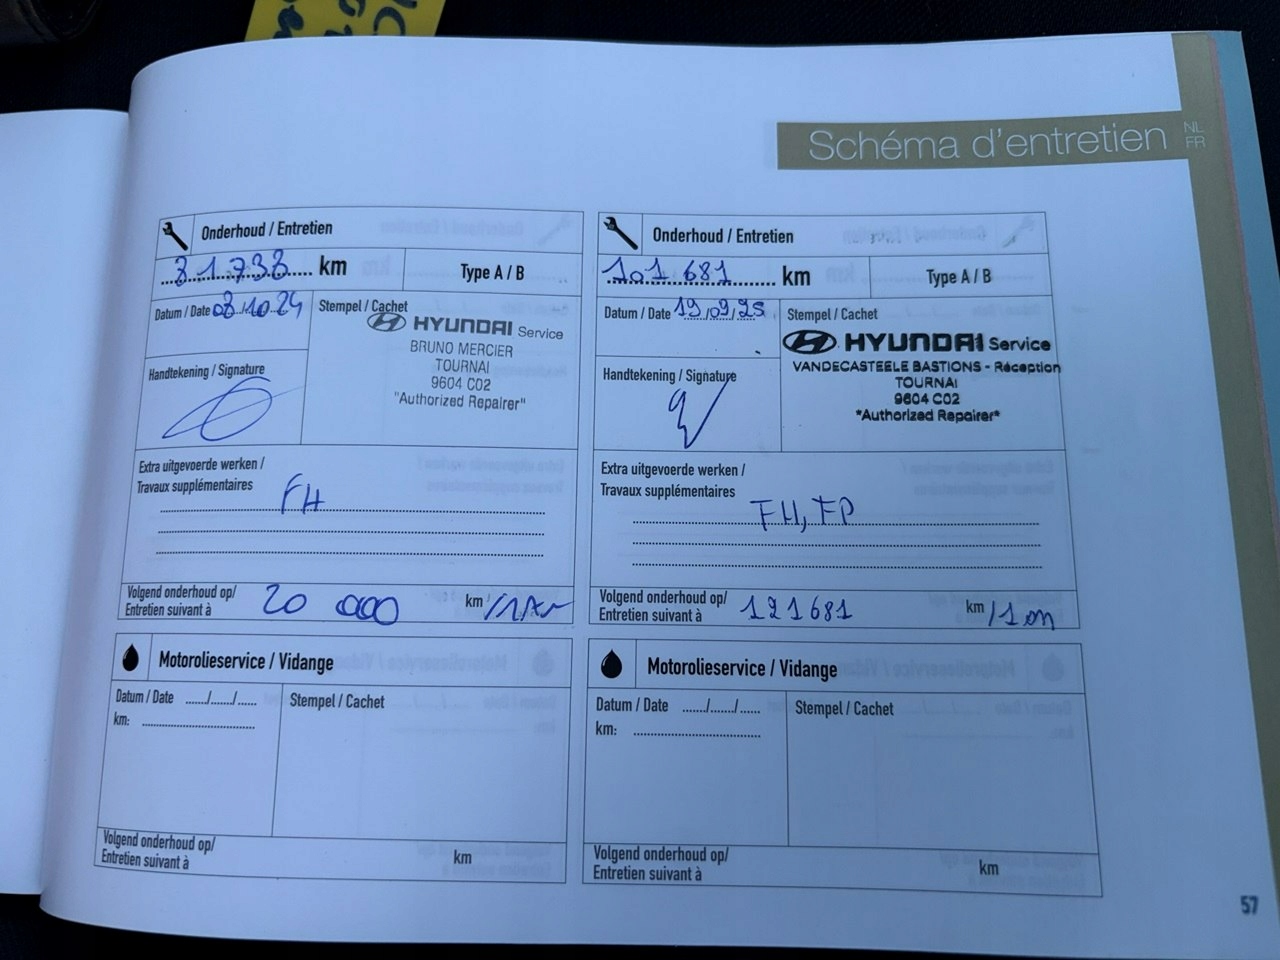 Schéma d'entretien
NL
FR
Onderhoud / Entretien
81.738 km
Type A / B
Datum / Date 08/10/24
Stempel / Cachet
HYUNDAI Service
BRUNO MERCIER
TOURNAI
9604 C02
"Authorized Repairer"
Handtekening / Signature
Extra uitgevoerde werken /
Travaux supplémentaires
FH
Volgend onderhoud op/
Entretien suivant à
20 000 km
Onderhoud / Entretien
101 681 km
Type A / B
Datum / Date 19/09/25
Stempel / Cachet
HYUNDAI Service
VANDECASTEELE BASTIONS - Réception
TOURNAI
9604 C02
"Authorized Repairer"
Handtekening / Signature
Extra uitgevoerde werken /
Travaux supplémentaires
FH, FP
Volgend onderhoud op/
Entretien suivant à
121681 km /1 an
Motorolieservice / Vidange
Datum / Date ....../....../......
km:
Stempel / Cachet
Volgend onderhoud op/
Entretien suivant à
km
Motorolieservice / Vidange
Datum / Date ....../....../......
km:
Stempel / Cachet
Volgend onderhoud op/
Entretien suivant à
km
57